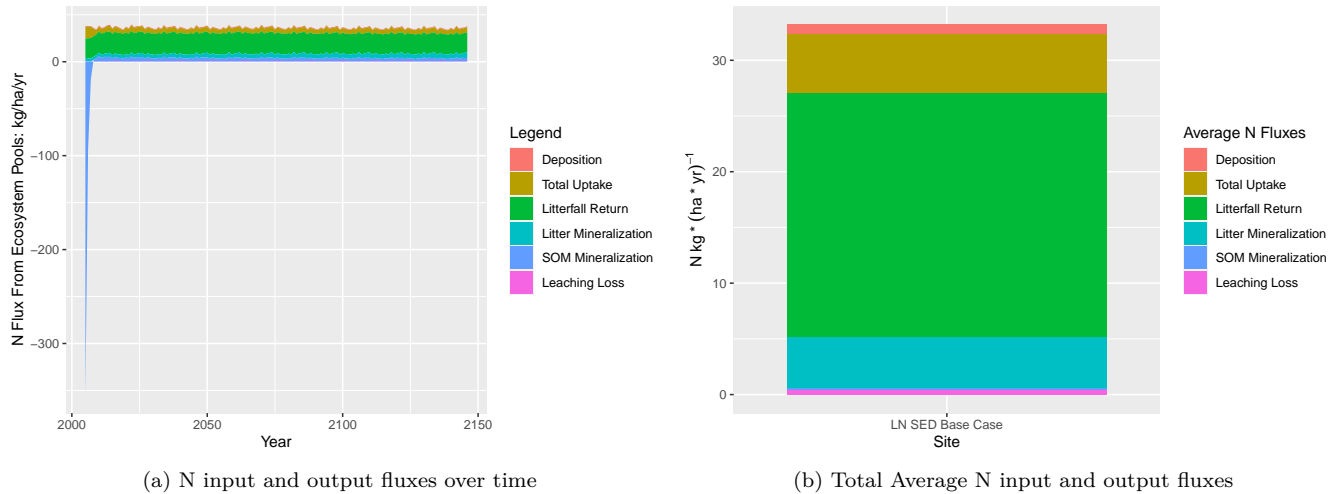 N Flux From Ecosystem Pools: kg/ha/yr
0
−100
−200
−300
2000
2050
2100
2150
Year
Legend
Deposition
Total Uptake
Litterfall Return
Litter Mineralization
SOM Mineralization
Leaching Loss
(a) N input and output fluxes over time
N kg * (ha * yr)⁻¹
30
20
10
0
LN SED Base Case
Site
Average N Fluxes
Deposition
Total Uptake
Litterfall Return
Litter Mineralization
SOM Mineralization
Leaching Loss
(b) Total Average N input and output fluxes